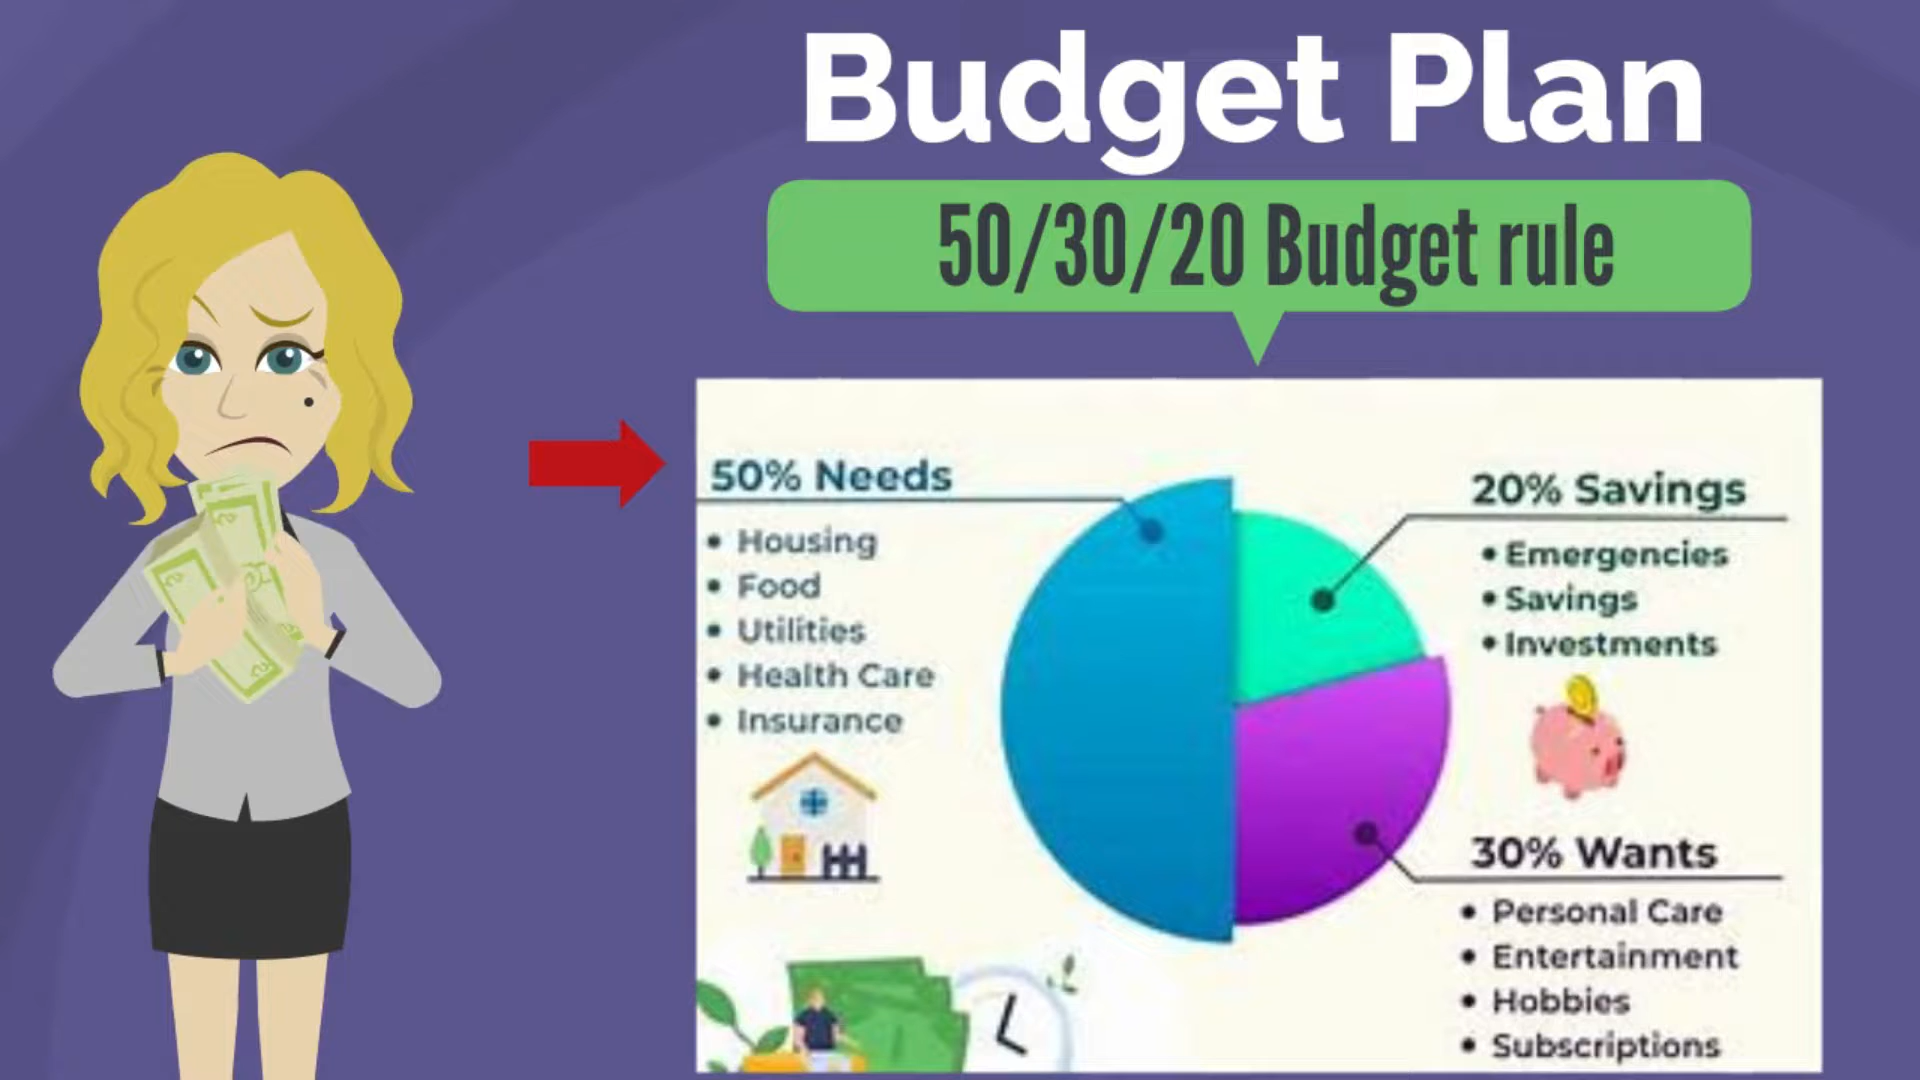 Budget Plan
50/30/20 Budget rule
50% Needs
• Housing
• Food
• Utilities
• Health Care
• Insurance
20% Savings
• Emergencies
• Savings
• Investments
30% Wants
• Personal Care
• Entertainment
• Hobbies
• Subscriptions